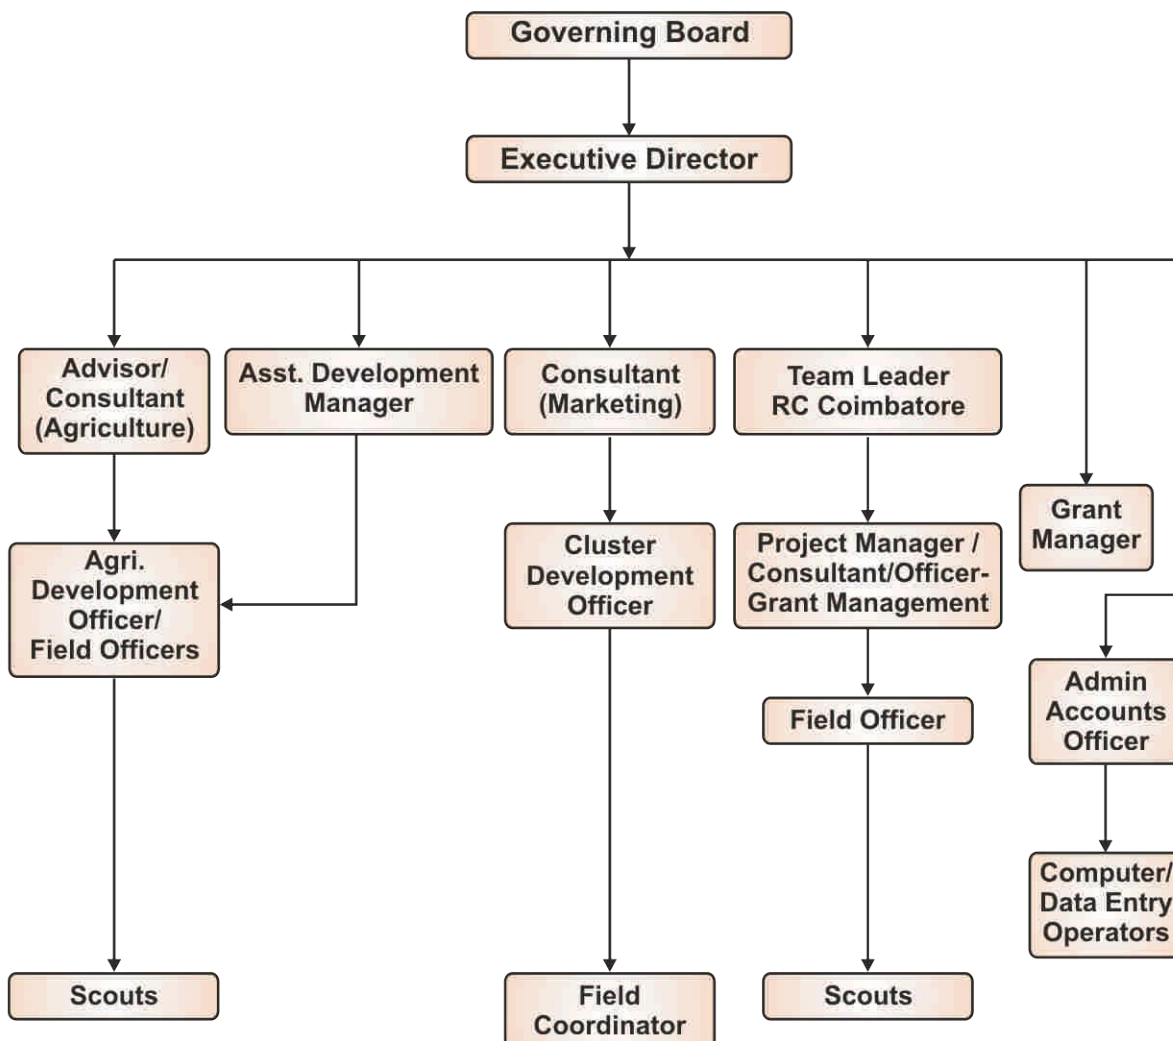 Governing Board
Executive Director
Advisor/
Consultant
(Agriculture)
Asst. Development
Manager
Consultant
(Marketing)
Team Leader
RC Coimbatore
Grant
Manager
Agri.
Development
Officer/
Field Officers
Cluster
Development
Officer
Project Manager /
Consultant/Officer-
Grant Management
Field Officer
Admin
Accounts
Officer
Computer/
Data Entry
Operators
Scouts
Field
Coordinator
Scouts